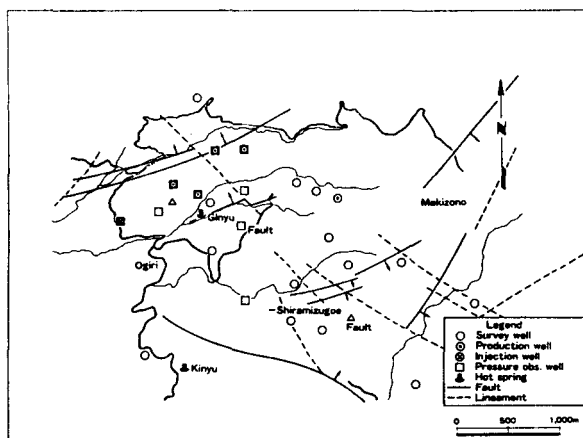 N
Makizono
Ginyu
Fault
Ogiri
Shiramizugoe
Fault
Kinyu
Legend
Survey well
Production well
Injection well
Pressure obs. well
Hot spring
Fault
Lineament
0 500 1,000m